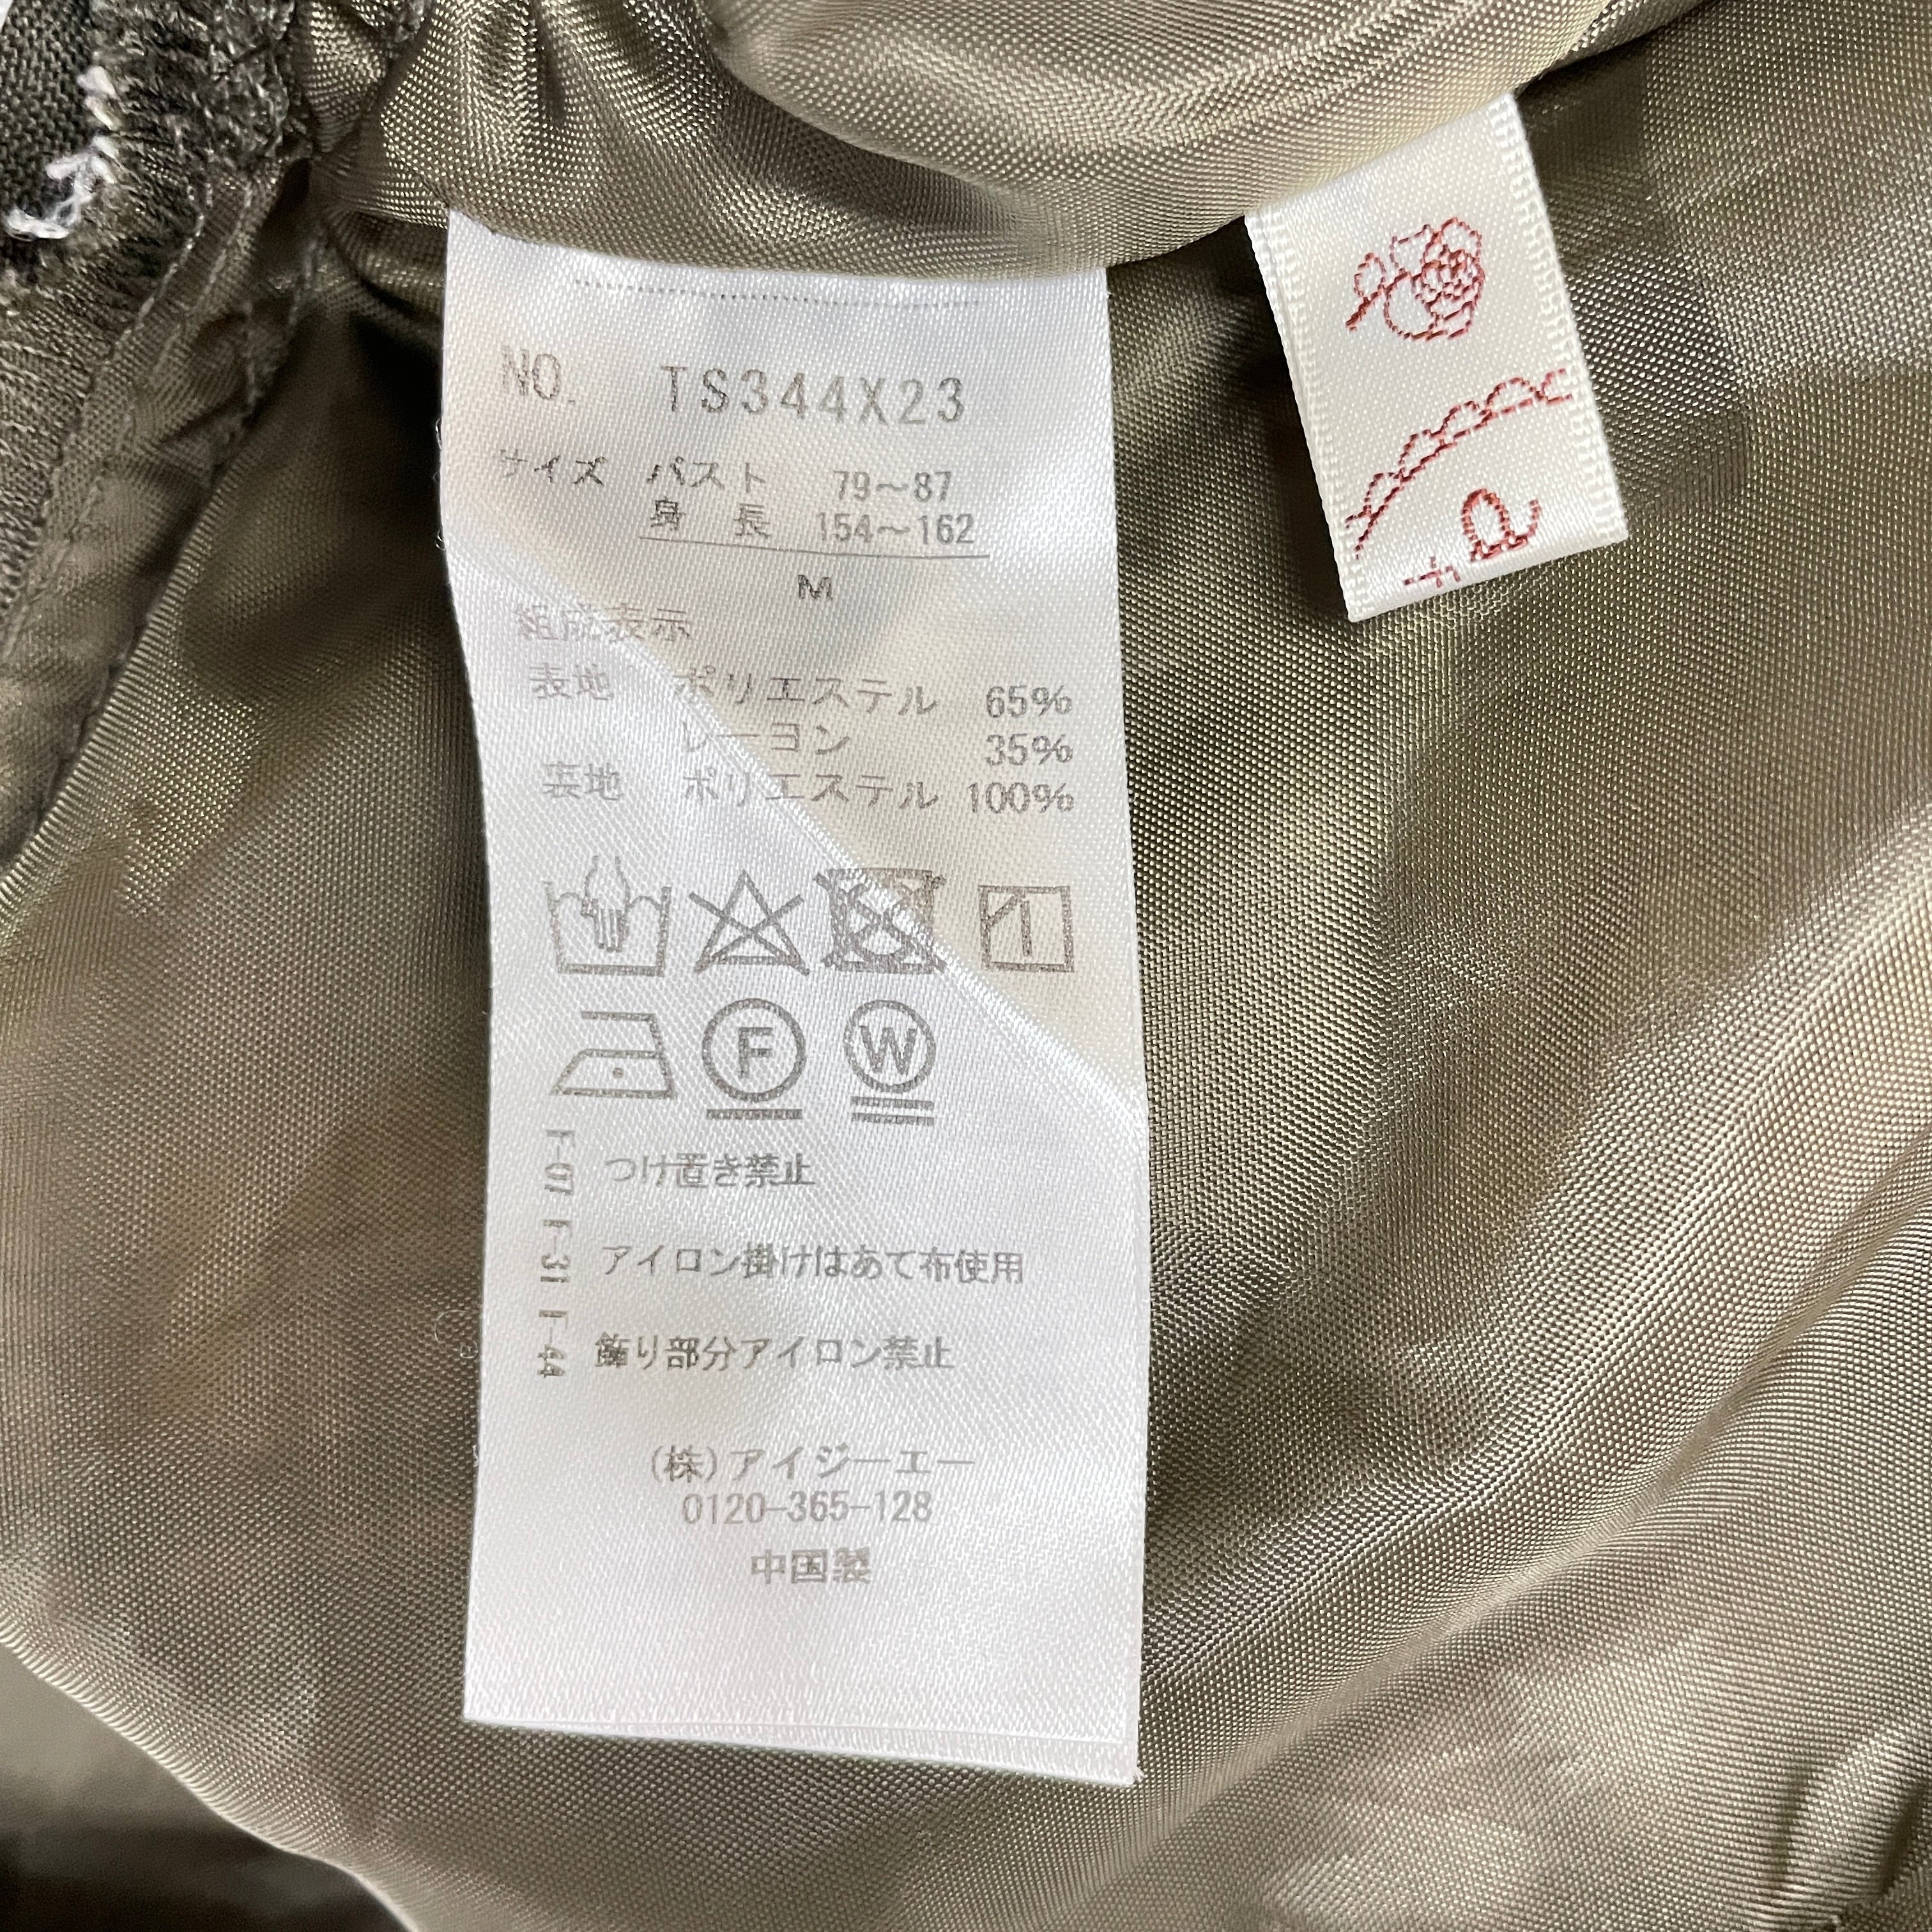 NO. TS344X23
サイズ バスト 79～87
身 長 154～162
M
組成表示
表地 ポリエステル 65%
レーヨン 35%
裏地 ポリエステル 100%
F
W
F-07 つけ置き禁止
F-31 アイロン掛けはあて布使用
F-44 飾り部分アイロン禁止
(株)アイジーエー
0120-365-128
中国製